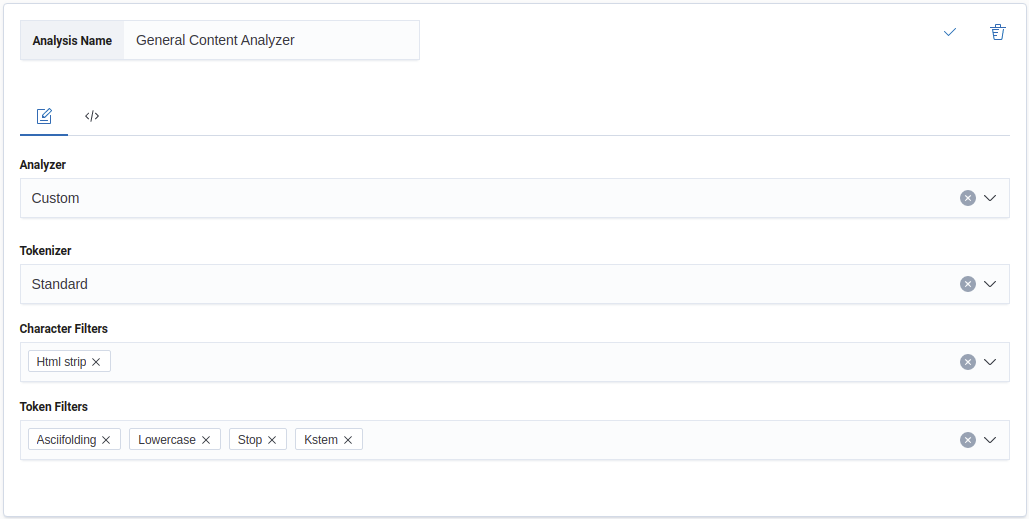 Analysis Name General Content Analyzer
</>
Analyzer
Custom
Tokenizer
Standard
Character Filters
Html strip
Token Filters
Asciifolding Lowercase Stop Kstem